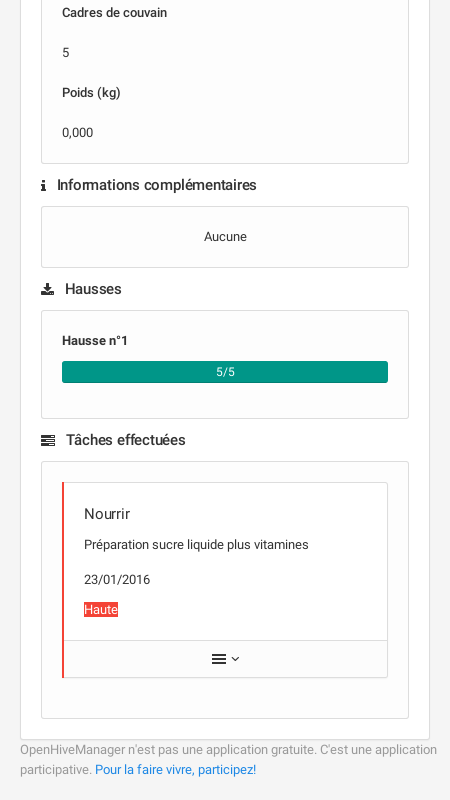 Cadres de couvain
5
Poids (kg)
0,000
Informations complémentaires
Aucune
Hausses
Hausse n°1
5/5
Tâches effectuées
Nourrir
Préparation sucre liquide plus vitamines
23/01/2016
Haute
OpenHiveManager n'est pas une application gratuite. C'est une application
participative. Pour la faire vivre, participez!